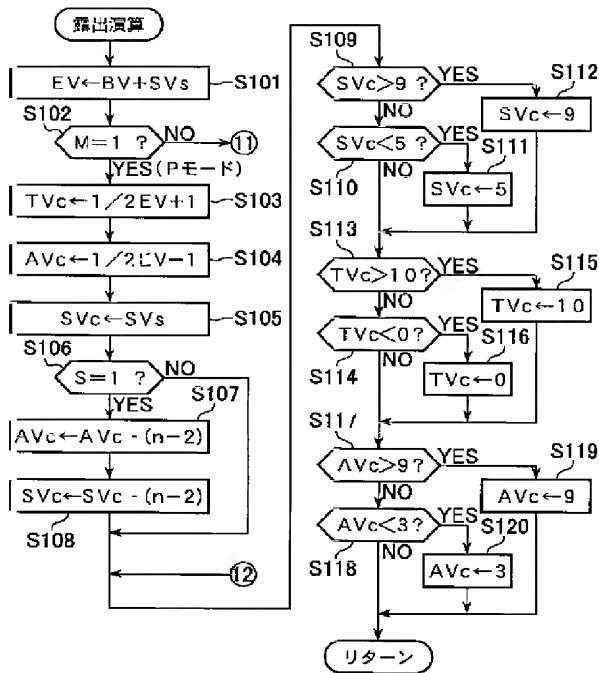 露出演算
EV←BV+SVs
S101
S102
M=1 ?
NO
⑪
YES(Pモード)
TVc←1/2EV+1
S103
AVc←1/2EV−1
S104
SVc←SVs
S105
S106
S=1 ?
NO
YES
S107
AVc←AVc-(n-2)
SVc←SVc-(n-2)
S108
⑫
S109
SVc>9 ?
YES
S112
SVc←9
NO
SVc<5 ?
YES
S111
S110
NO
SVc←5
S113
TVc>10?
YES
S115
TVc←10
NO
TVc<0?
YES
S116
S114
NO
TVc←0
S117
AVc>9?
YES
S119
AVc←9
NO
AVc<3?
YES
S120
S118
NO
AVc←3
リターン